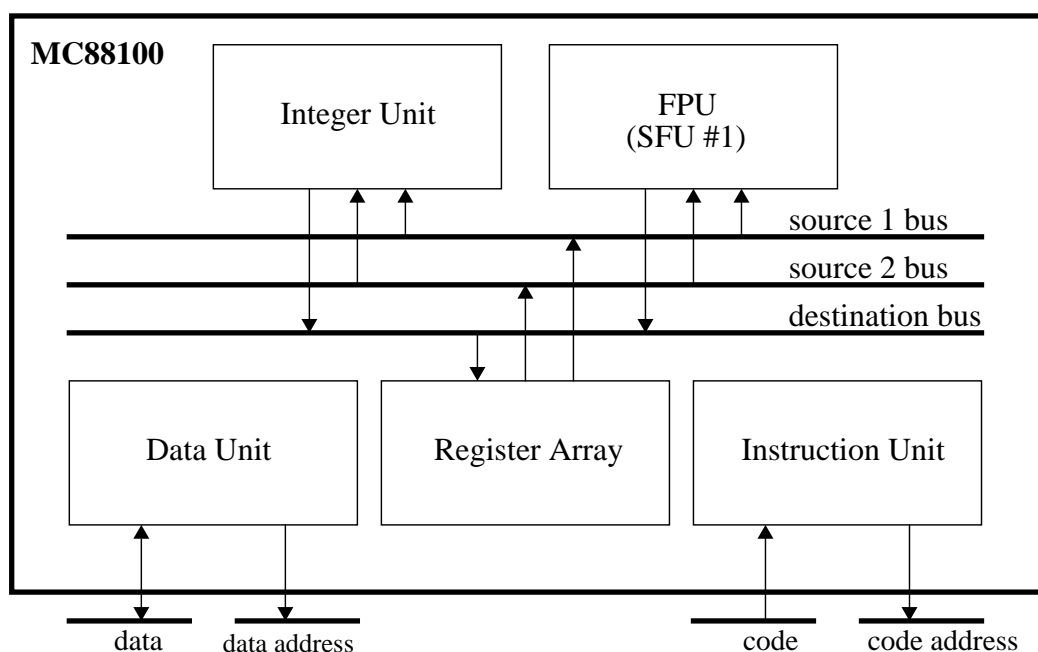 MC88100
Integer Unit
FPU
(SFU #1)
source 1 bus
source 2 bus
destination bus
Data Unit
Register Array
Instruction Unit
data
data address
code
code address